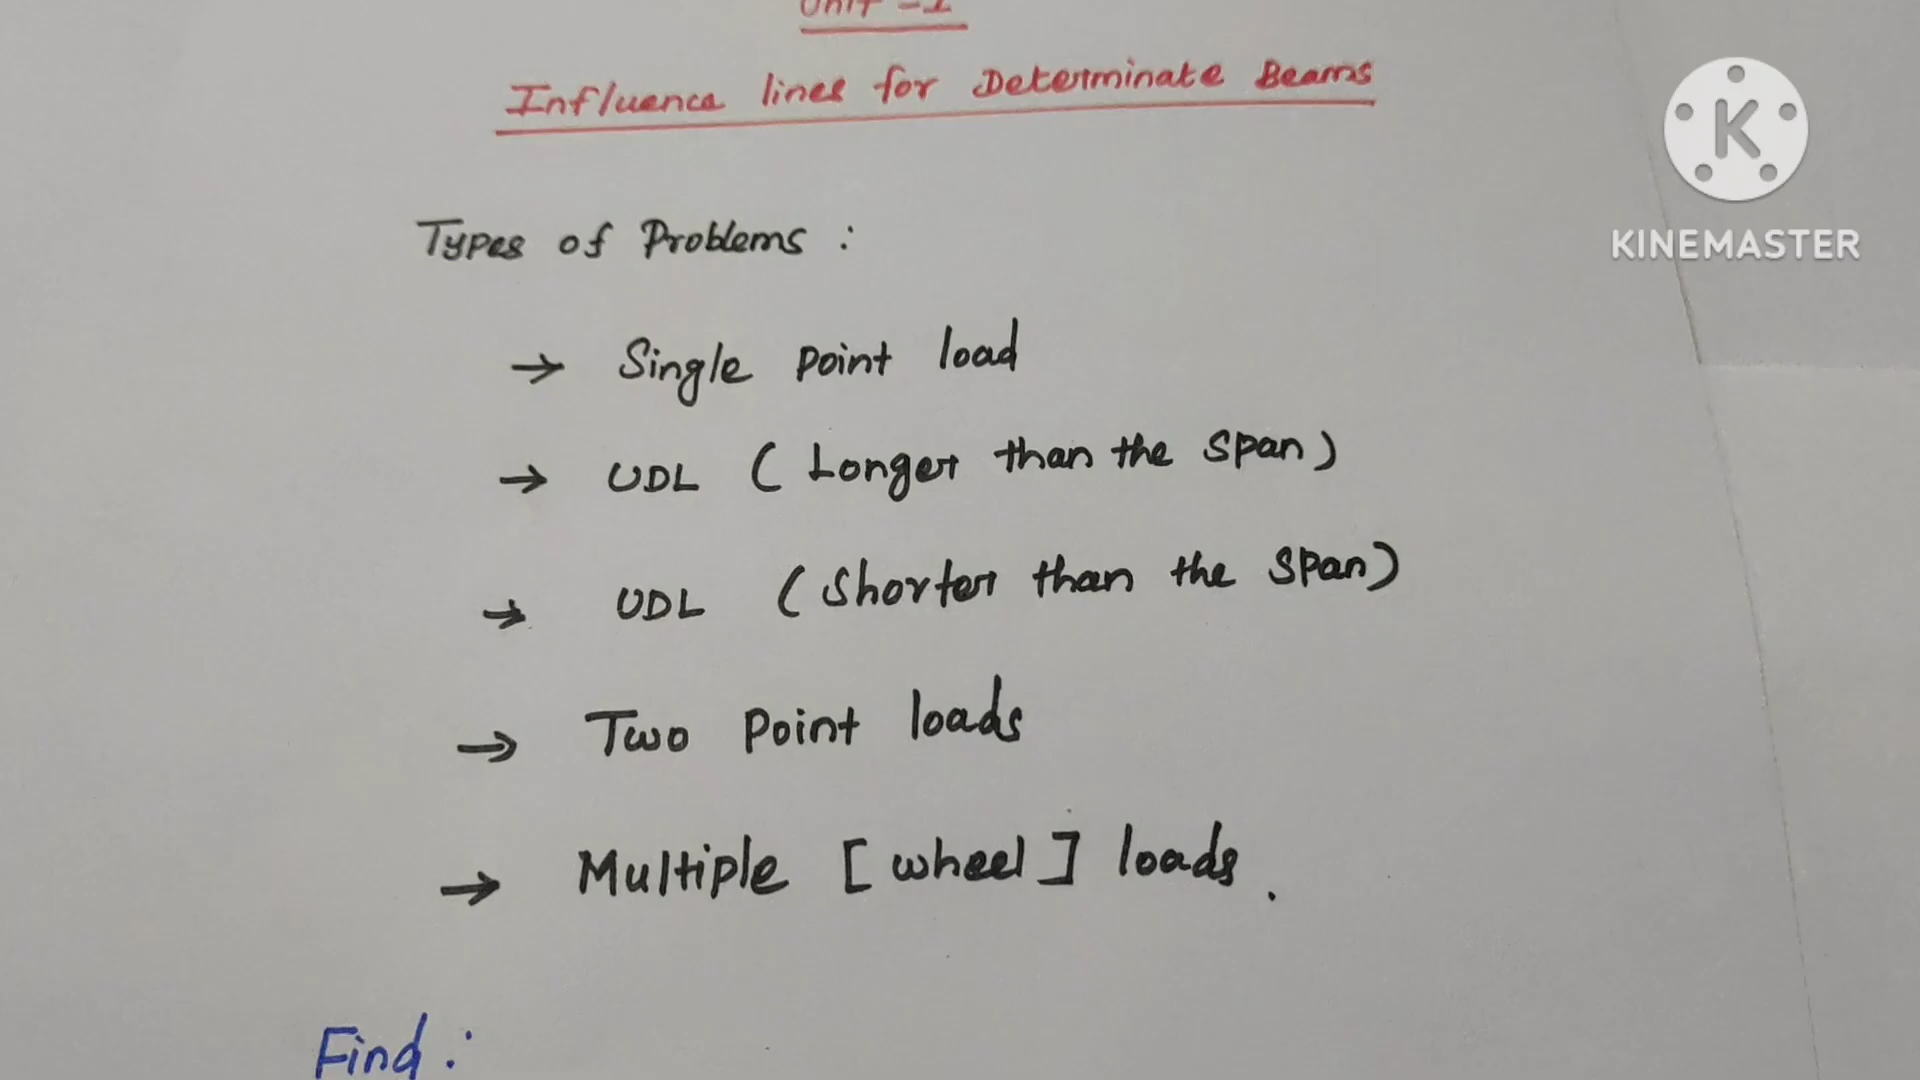 Unit - I
Influence lines for Determinate Beams
K
KINEMASTER
Types of Problems :
→ Single point load
→ UDL ( Longer than the span )
→ UDL ( shorter than the span )
→ Two point loads
→ Multiple [ wheel ] loads.
Find :